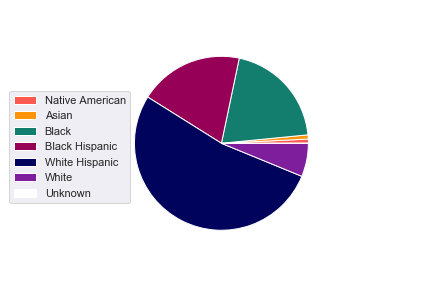 Native American
Asian
Black
Black Hispanic
White Hispanic
White
Unknown